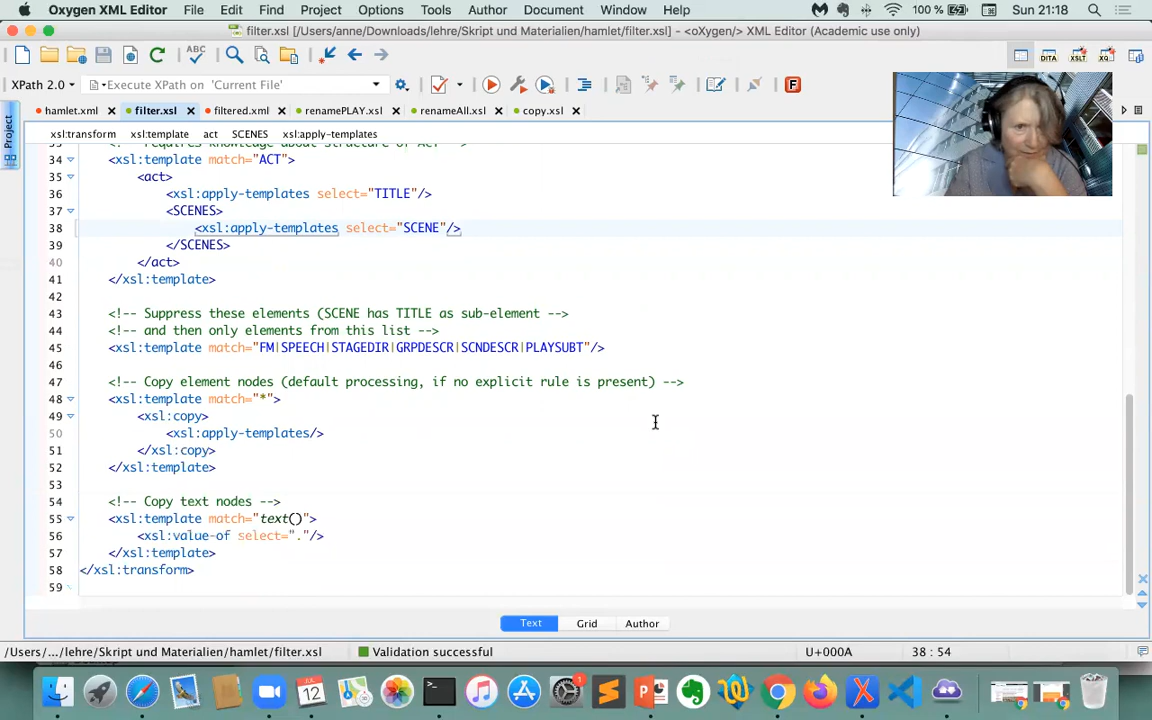 Oxygen XML Editor File Edit Find Project Options Tools Author Document Window Help 100 % Sun 21:18
filter.xsl [/Users/anne/Downloads/lehre/Skript und Materialien/hamlet/filter.xsl] - <oXygen/> XML Editor (Academic use only)
XPath 2.0 Execute XPath on 'Current File'
hamlet.xml filter.xsl filtered.xml renamePLAY.xsl renameAll.xsl copy.xsl
Project
xsl:transform xsl:template act SCENES xsl:apply-templates
34 <xsl:template match="ACT">
35 <act>
36 <xsl:apply-templates select="TITLE"/>
37 <SCENES>
38 <xsl:apply-templates select="SCENE"/>
39 </SCENES>
40 </act>
41 </xsl:template>
42
43 <!-- Suppress these elements (SCENE has TITLE as sub-element -->
44 <!-- and then only elements from this list -->
45 <xsl:template match="FM|SPEECH|STAGEDIR|GRPDESCR|SCNDESCR|PLAYSUBT"/>
46
47 <!-- Copy element nodes (default processing, if no explicit rule is present) -->
48 <xsl:template match="*">
49 <xsl:copy>
50 <xsl:apply-templates/>
51 </xsl:copy>
52 </xsl:template>
53
54 <!-- Copy text nodes -->
55 <xsl:template match="text()">
56 <xsl:value-of select="."/>
57 </xsl:template>
58 </xsl:transform>
59
Text Grid Author
/Users/.../lehre/Skript und Materialien/hamlet/filter.xsl Validation successful U+000A 38 : 54